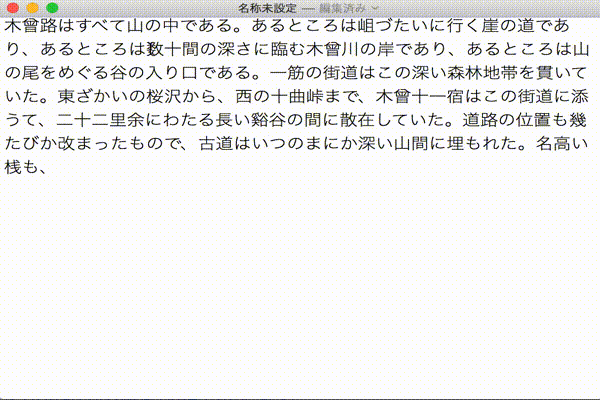 名称未設定 — 編集済み
木曾路はすべて山の中である。あるところは岨づたいに行く崖の道であ
り、あるところは数十間の深さに臨む木曾川の岸であり、あるところは山
の尾をめぐる谷の入り口である。一筋の街道はこの深い森林地帯を貫いて
いた。東ざかいの桜沢から、西の十曲峠まで、木曾十一宿はこの街道に添
うて、二十二里余にわたる長い谿谷の間に散在していた。道路の位置も幾
たびか改まったもので、古道はいつのまにか深い山間に埋もれた。名高い
桟も、